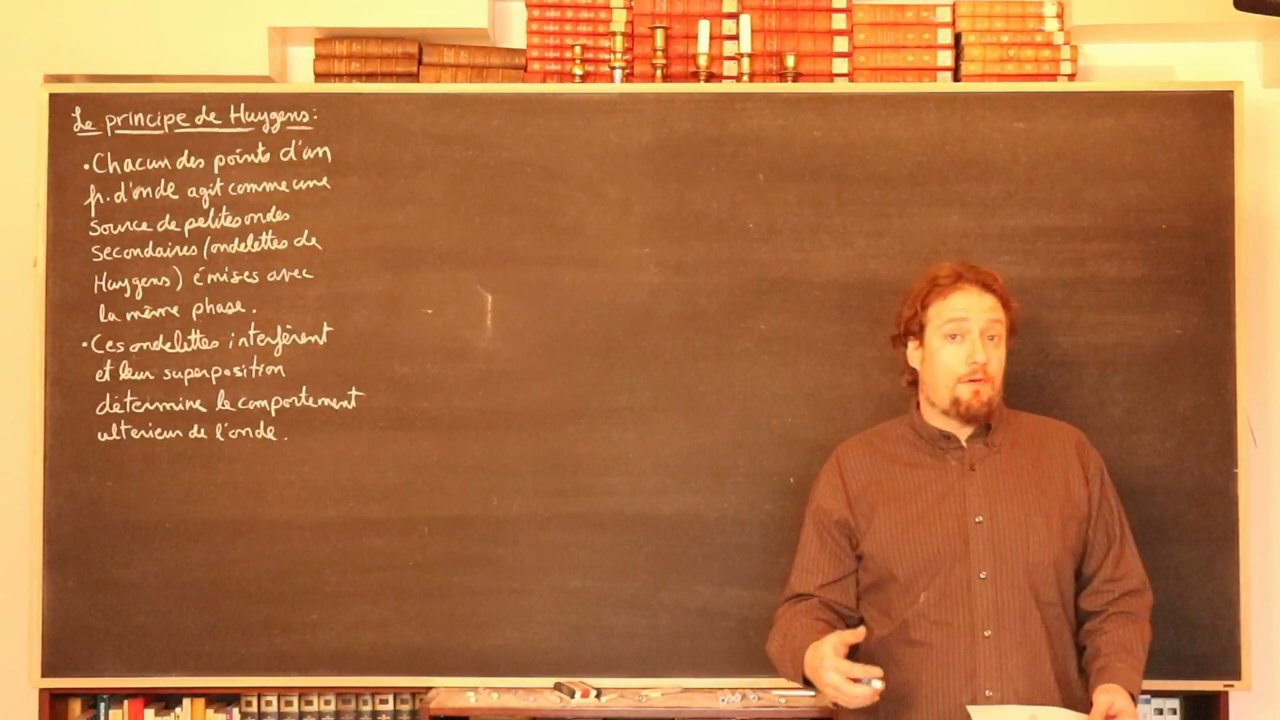 Le principe de Huygens:
• Chacun des points d'un
fr. d'onde agit comme une
source de petites ondes
secondaires (ondelettes de
Huygens) émises avec
la même phase.
• Ces ondelettes interfèrent
et leur superposition
détermine le comportement
ultérieur de l'onde.